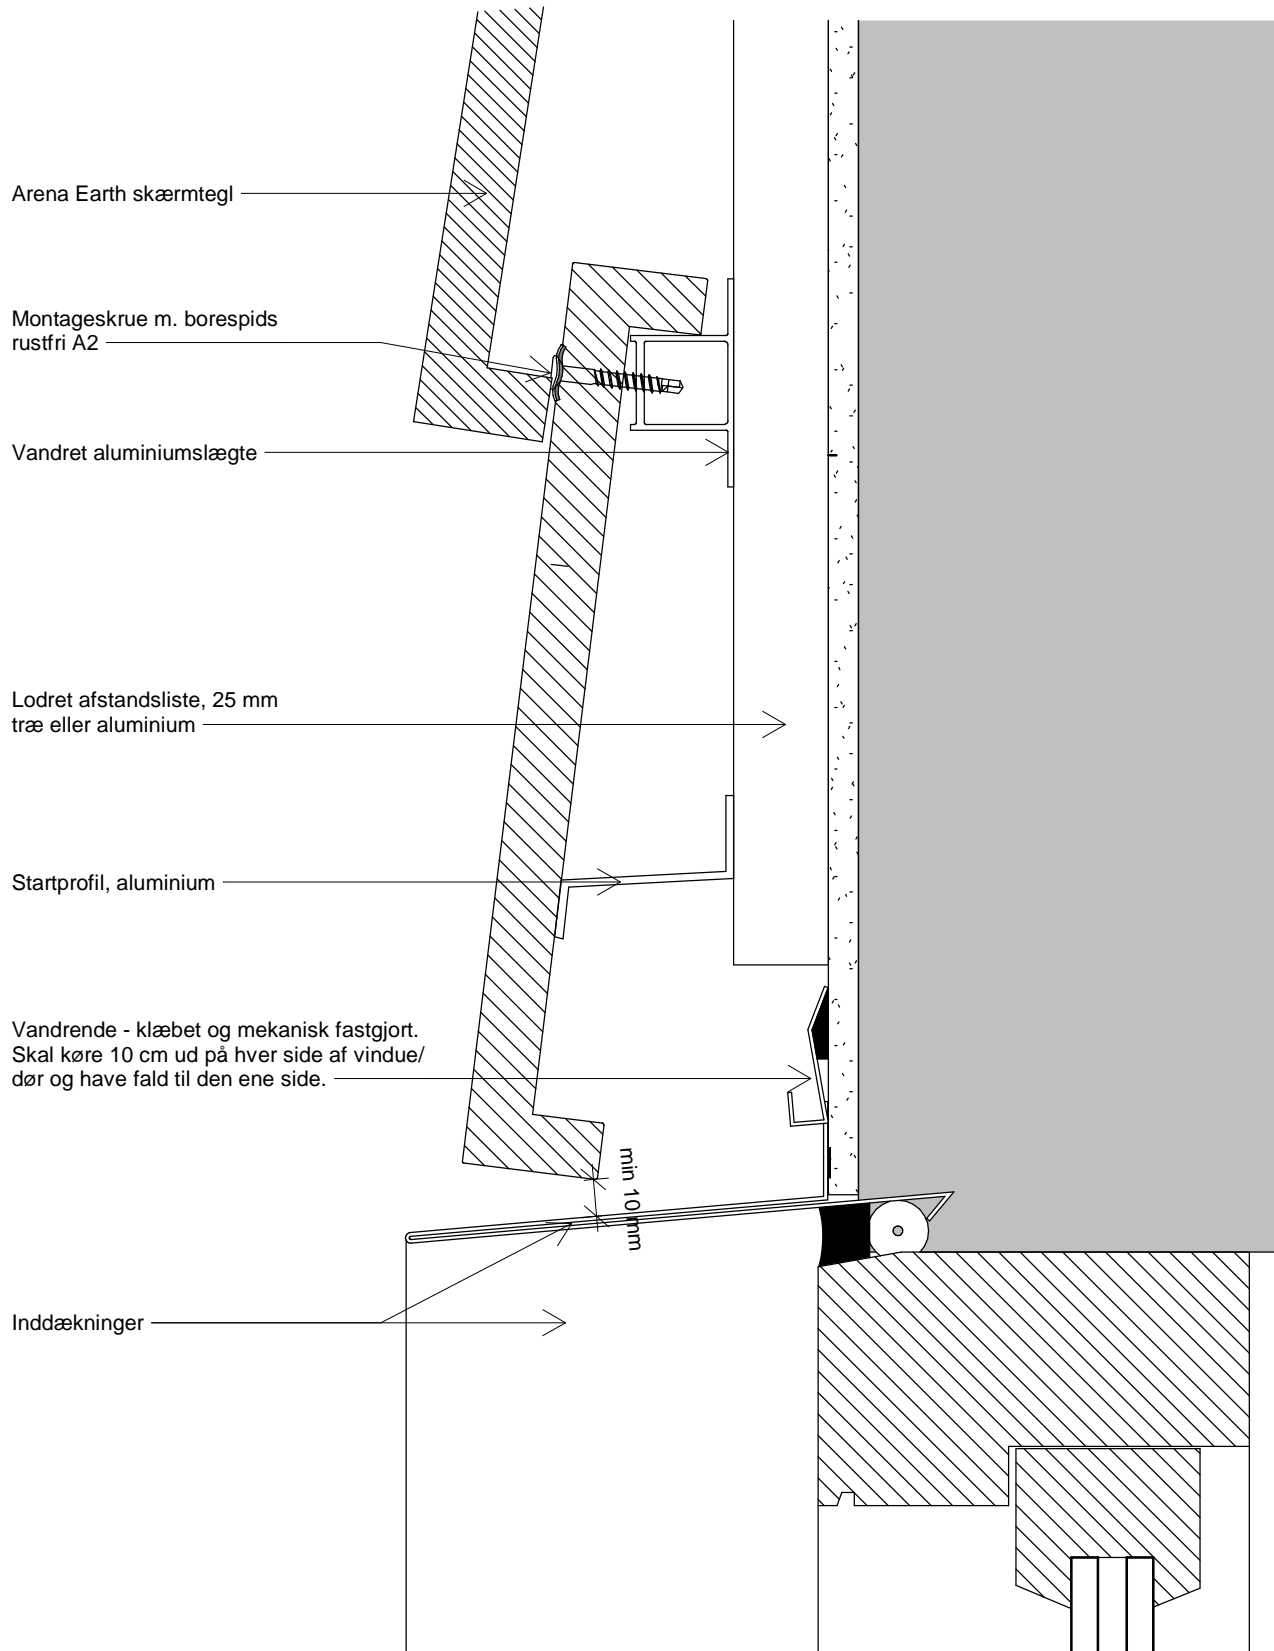 Arena Earth skærmtegl
Montageskrue m. borespids
rustfri A2
Vandret aluminiumslægte
Lodret afstandsliste, 25 mm
træ eller aluminium
Startprofil, aluminium
Vandrende - klæbet og mekanisk fastgjort.
Skal køre 10 cm ud på hver side af vindue/
dør og have fald til den ene side.
min 10 mm
Inddækninger